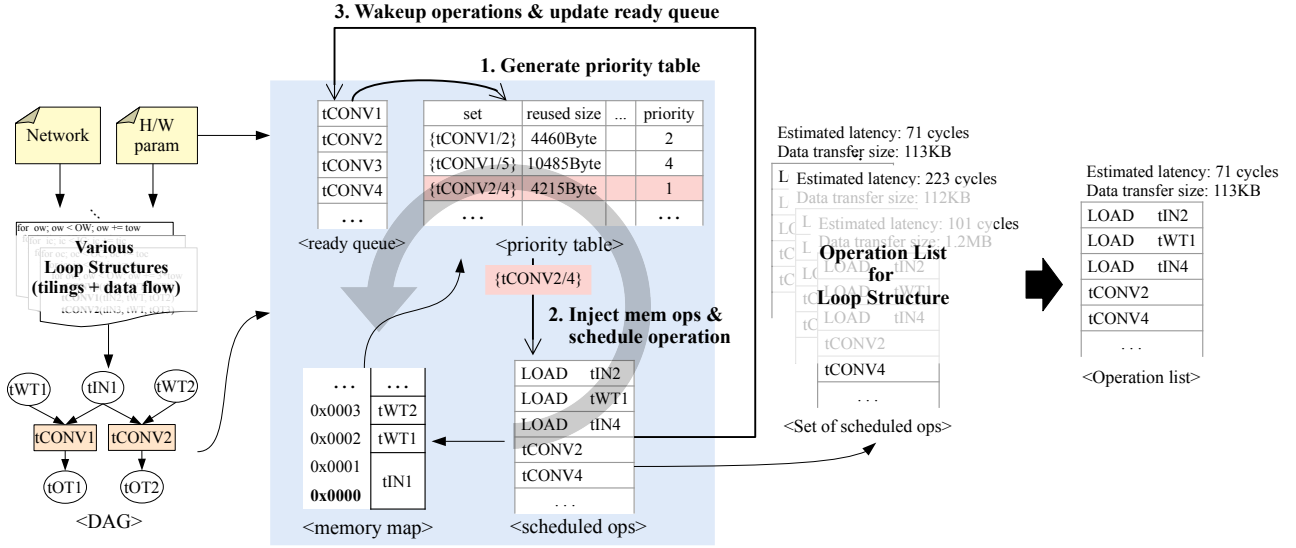 3. Wakeup operations & update ready queue
1. Generate priority table
Network
H/W
param
for ow; ow < OW; ow += tow
Various
Loop Structures
(tilings + data flow)
tWT1
tIN1
tWT2
tCONV1
tCONV2
tOT1
tOT2
<DAG>
tCONV1
tCONV2
tCONV3
tCONV4
...
<ready queue>
set reused size ... priority
{tCONV1/2} 4460Byte 2
{tCONV1/5} 10485Byte 4
{tCONV2/4} 4215Byte 1
... ...
<priority table>
{tCONV2/4}
2. Inject mem ops &
schedule operation
... ...
0x0003 tWT2
0x0002 tWT1
0x0001
tIN1
0x0000
<memory map>
LOAD tIN2
LOAD tWT1
LOAD tIN4
tCONV2
tCONV4
...
<scheduled ops>
Estimated latency: 71 cycles
Data transfer size: 113KB
Estimated latency: 223 cycles
Data transfer size: 112KB
Estimated latency: 101 cycles
Data transfer size: 1.2MB
Operation List
for
Loop Structure
LOAD tIN2
LOAD tIN4
tCONV2
tCONV4
...
<Set of scheduled ops>
Estimated latency: 71 cycles
Data transfer size: 113KB
LOAD tIN2
LOAD tWT1
LOAD tIN4
tCONV2
tCONV4
...
<Operation list>